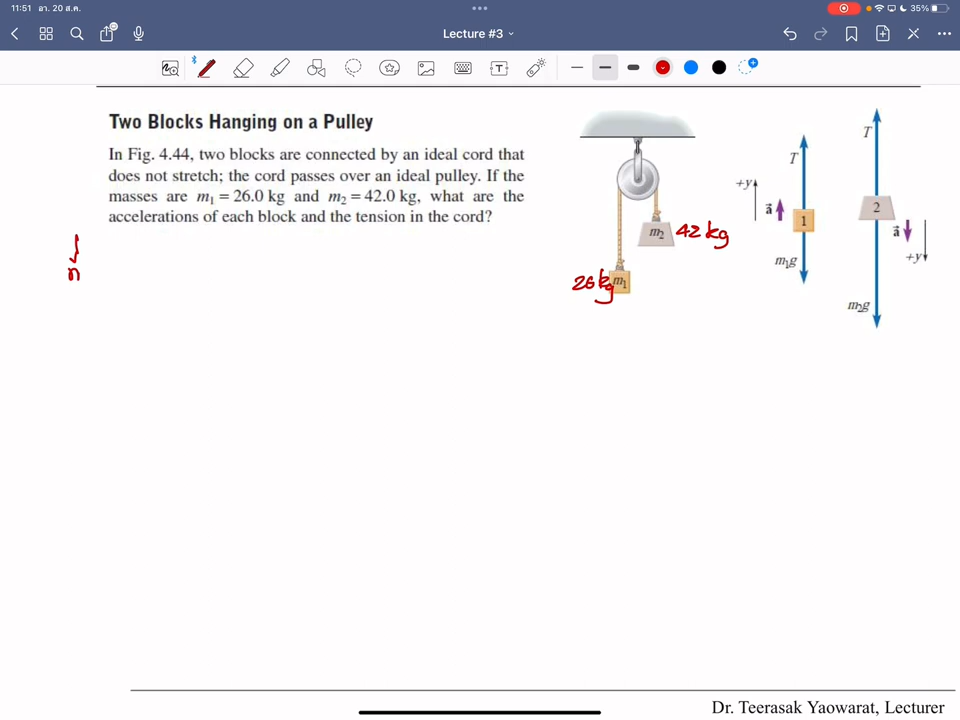 11:51 อา. 20 ส.ค.
35%
Lecture #3
Two Blocks Hanging on a Pulley
In Fig. 4.44, two blocks are connected by an ideal cord that
does not stretch; the cord passes over an ideal pulley. If the
masses are m₁ = 26.0 kg and m₂ = 42.0 kg, what are the
accelerations of each block and the tension in the cord?
m₂ 42 kg
26 kg m₁
T
+y
a⃗
1
m₁g
T
2
a⃗
+y
m₂g
Dr. Teerasak Yaowarat, Lecturer